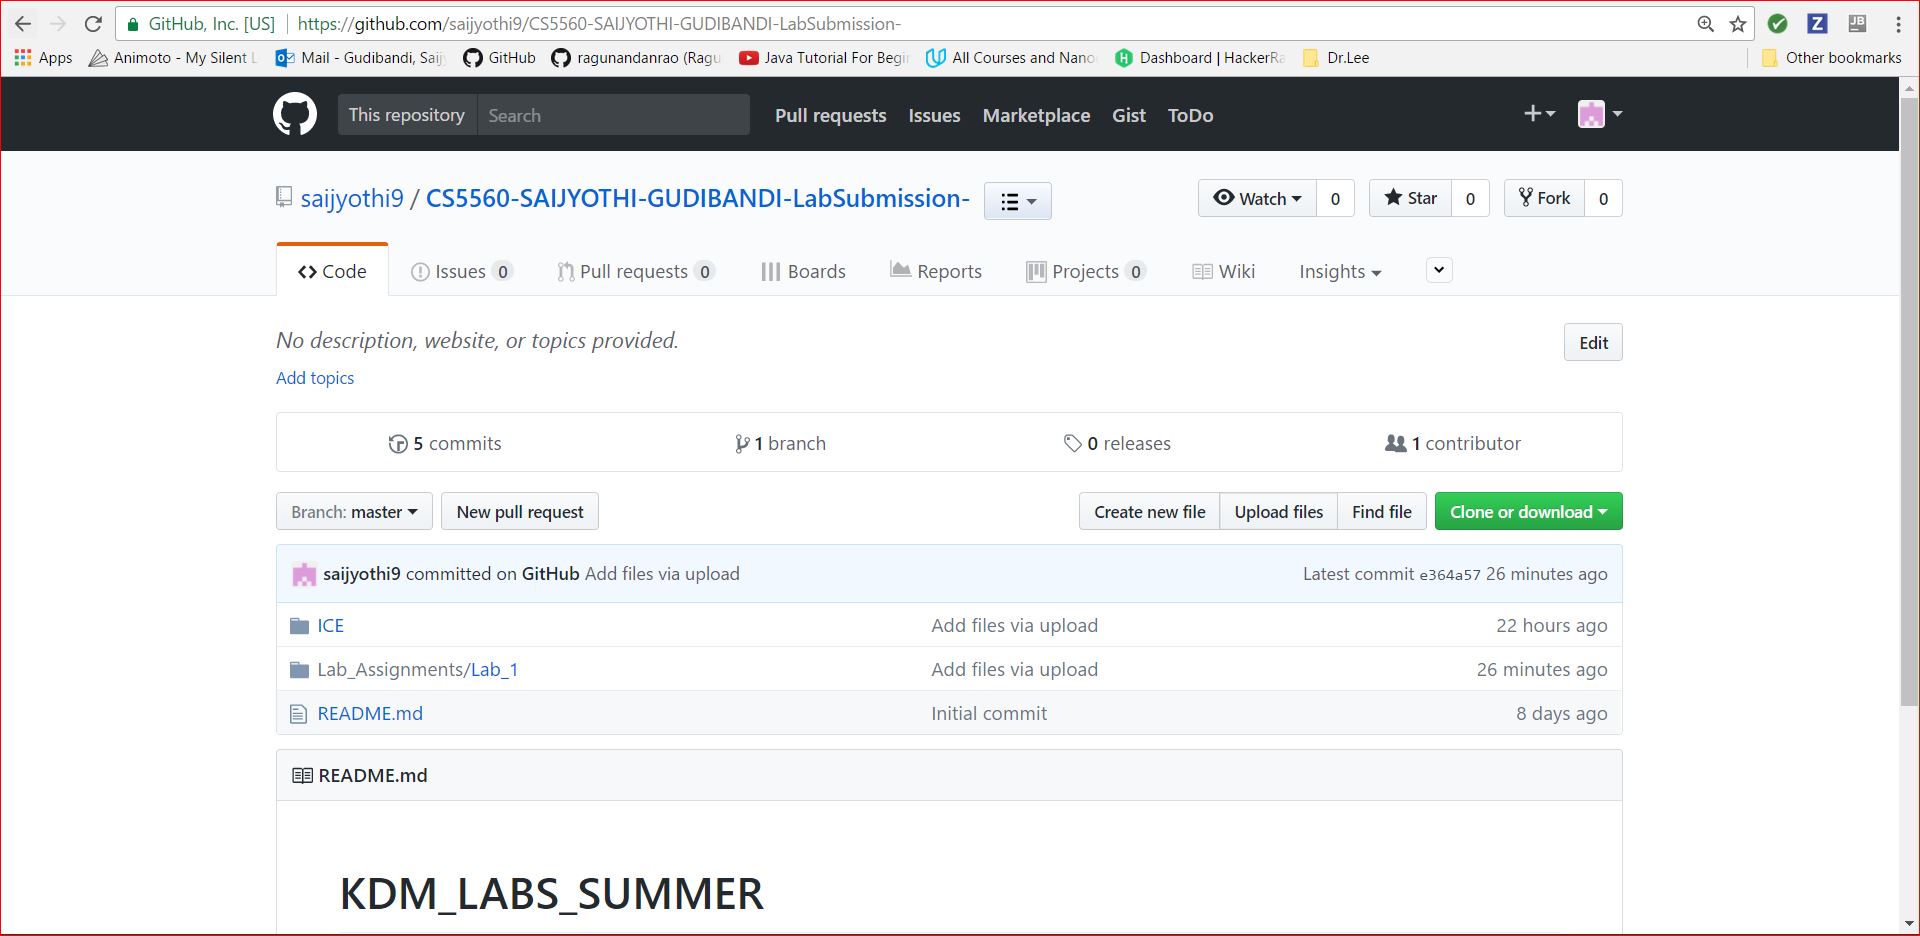 GitHub, Inc. [US] https://github.com/saijyothi9/CS5560-SAIJYOTHI-GUDIBANDI-LabSubmission- Z JB
Apps Animoto - My Silent Mail - Gudibandi, Saij GitHub ragunandanrao (Ragu Java Tutorial For Begi All Courses and Nano H Dashboard | HackerRa Dr.Lee Other bookmarks
This repository Search Pull requests Issues Marketplace Gist ToDo
saijyothi9 / CS5560-SAIJYOTHI-GUDIBANDI-LabSubmission- Watch 0 Star 0 Fork 0
Code Issues 0 Pull requests 0 Boards Reports Projects 0 Wiki Insights
No description, website, or topics provided. Edit
Add topics
5 commits 1 branch 0 releases 1 contributor
Branch: master New pull request Create new file Upload files Find file Clone or download
saijyothi9 committed on GitHub Add files via upload Latest commit e364a57 26 minutes ago
ICE Add files via upload 22 hours ago
Lab_Assignments/Lab_1 Add files via upload 26 minutes ago
README.md Initial commit 8 days ago
README.md
KDM_LABS_SUMMER